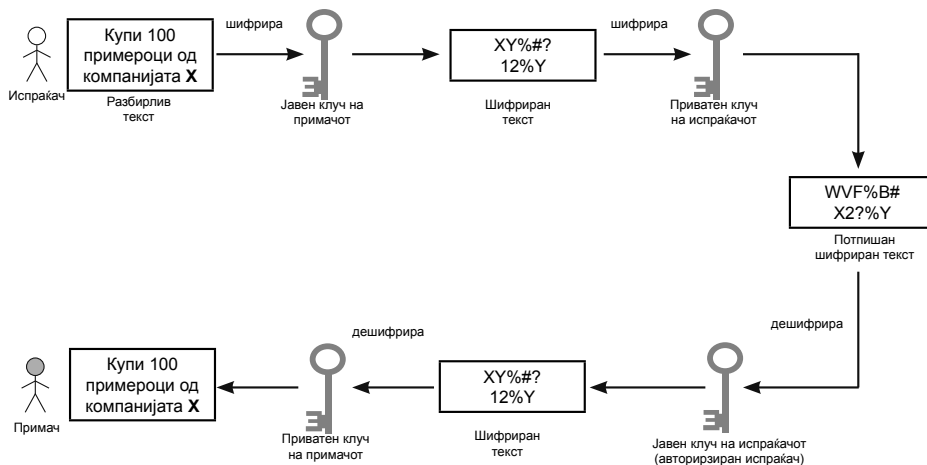 шифрира
шифрира
Купи 100
примероци од
компанијата X
XY%#?
12%Y
Испраќач
Разбирлив
текст
Јавен клуч на
примачот
Шифриран
текст
Приватен клуч
на испраќачот
WVF%B#
X2?%Y
Потпишан
шифриран текст
дешифрира
дешифрира
Купи 100
примероци од
компанијата X
XY%#?
12%Y
Примач
Приватен клуч
на примачот
Шифриран
текст
Јавен клуч на испраќачот
(авторирзиран испраќач)